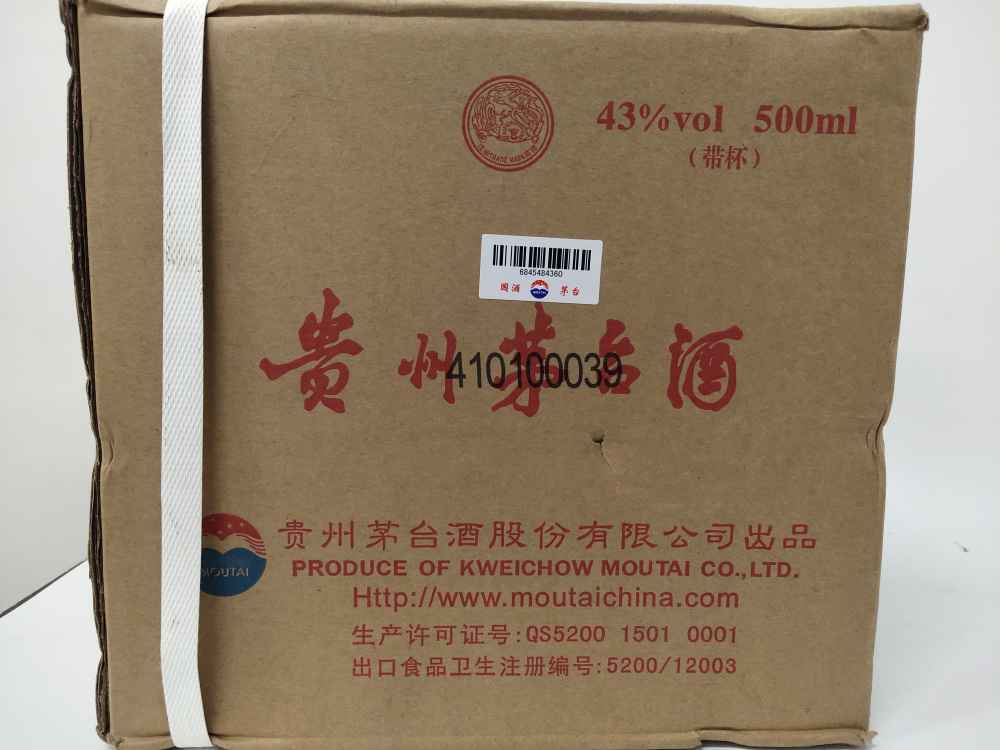 43%vol 500ml
(带杯)
6845484360
国酒 MOUTAI 茅台
贵州茅台酒
410100039
MOUTAI
贵州茅台酒股份有限公司出品
PRODUCE OF KWEICHOW MOUTAI CO.,LTD.
Http://www.moutaichina.com
生产许可证号:QS5200 1501 0001
出口食品卫生注册编号:5200/12003